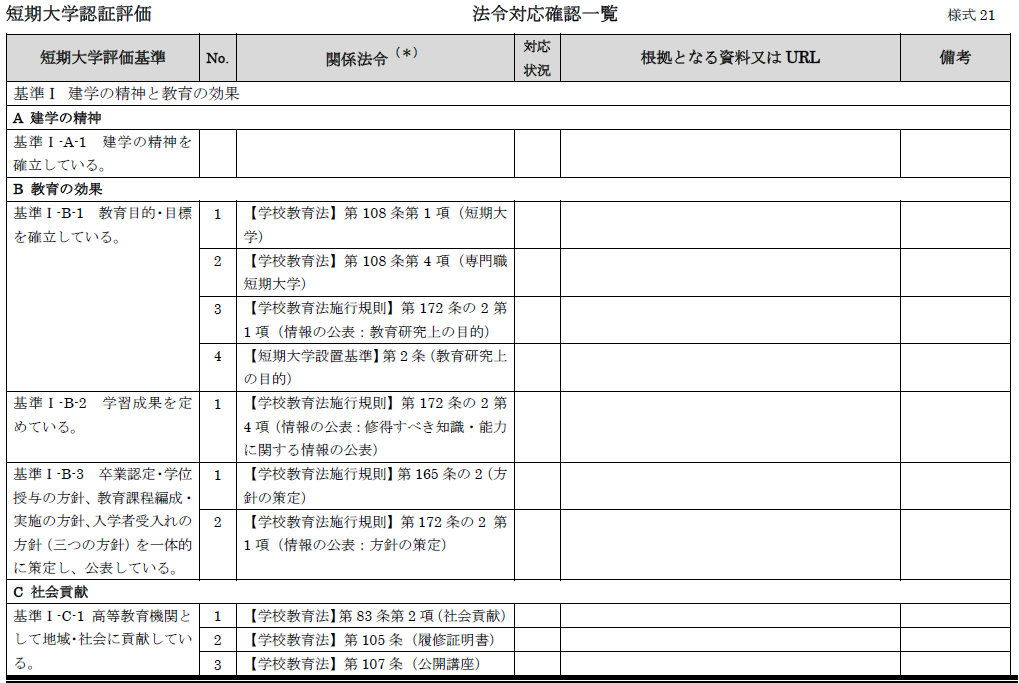 短期大学認証評価 法令対応確認一覧 様式 21
短期大学評価基準 No. 関係法令（*） 対応状況 根拠となる資料又は URL 備考
基準Ⅰ 建学の精神と教育の効果
A 建学の精神
基準Ⅰ-A-1 建学の精神を
確立している。
B 教育の効果
基準Ⅰ-B-1 教育目的・目標
を確立している。
1 【学校教育法】第 108 条第 1 項（短期大
学）
2 【学校教育法】第 108 条第 4 項（専門職
短期大学）
3 【学校教育法施行規則】第 172 条の 2 第
1 項（情報の公表：教育研究上の目的）
4 【短期大学設置基準】第 2 条（教育研究上
の目的）
基準Ⅰ-B-2 学習成果を定
めている。
1 【学校教育法施行規則】第 172 条の 2 第
4 項（情報の公表：修得すべき知識・能力
に関する情報の公表）
基準Ⅰ-B-3 卒業認定・学位
授与の方針、教育課程編成・
実施の方針、入学者受入れの
方針（三つの方針）を一体的
に策定し、公表している。
1 【学校教育法施行規則】第 165 条の 2（方
針の策定）
2 【学校教育法施行規則】第 172 条の 2 第
1 項（情報の公表：方針の策定）
C 社会貢献
基準Ⅰ-C-1 高等教育機関と
して地域・社会に貢献してい
る。
1 【学校教育法】第 83 条第 2 項（社会貢献）
2 【学校教育法】第 105 条（履修証明書）
3 【学校教育法】第 107 条（公開講座）